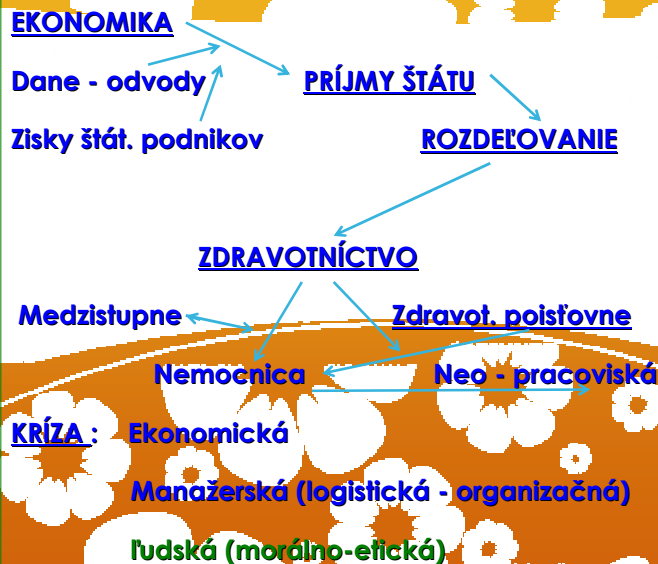 EKONOMIKA
Dane - odvody PRÍJMY ŠTÁTU
Zisky štát. podnikov ROZDEĽOVANIE
ZDRAVOTNÍCTVO
Medzistupne Zdravot. poisťovne
Nemocnica Neo - pracoviská
KRÍZA : Ekonomická
Manažerská (logistická - organizačná)
ľudská (morálno-etická)